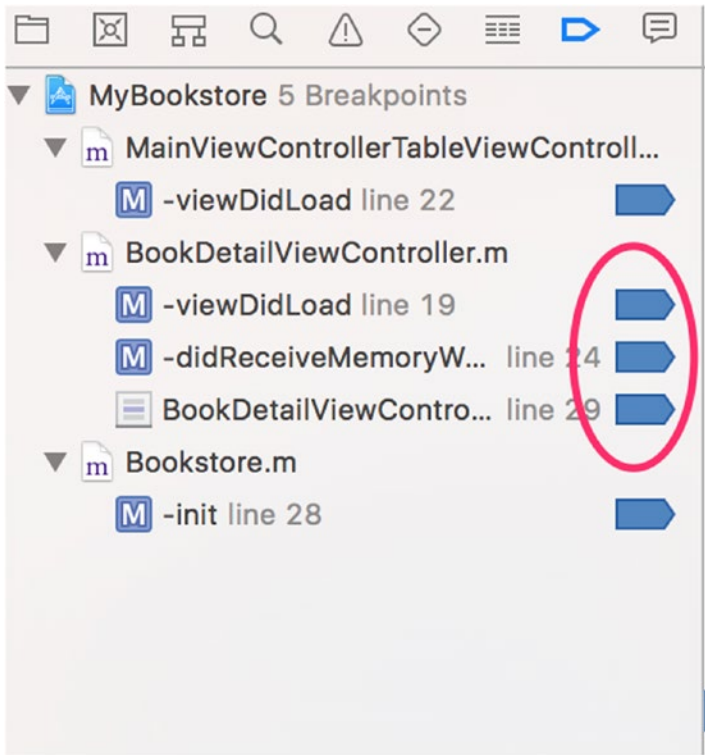 MyBookstore 5 Breakpoints
m MainViewControllerTableViewControll...
M -viewDidLoad line 22
m BookDetailViewController.m
M -viewDidLoad line 19
M -didReceiveMemoryW... line 24
BookDetailViewContro... line 29
m Bookstore.m
M -init line 28